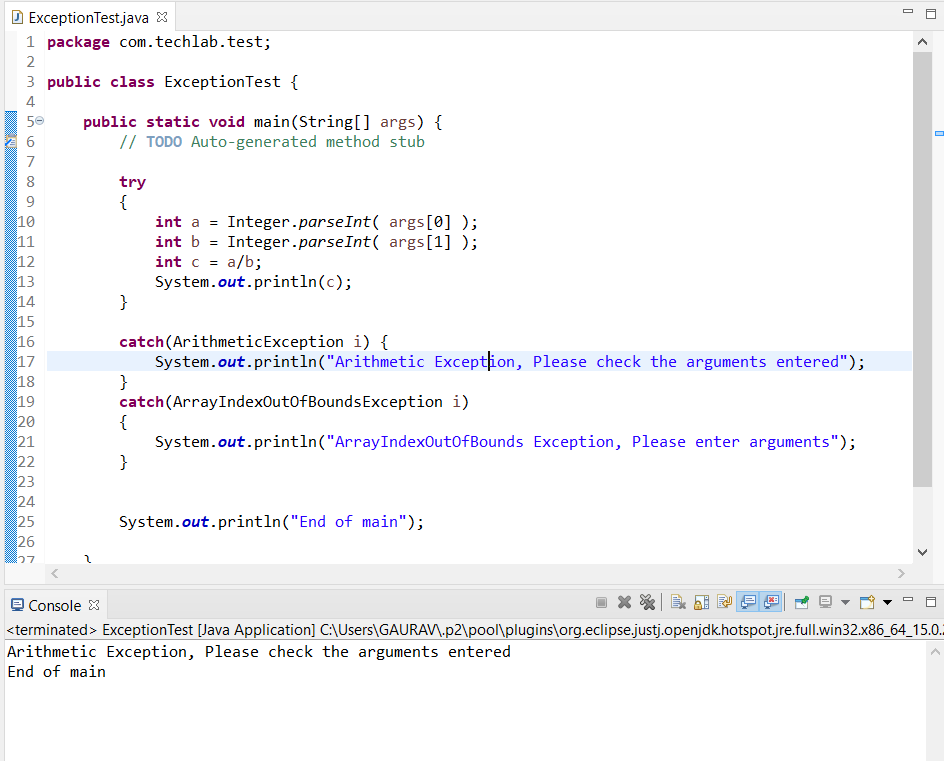 ExceptionTest.java
1 package com.techlab.test;
2
3 public class ExceptionTest {
4
5 public static void main(String[] args) {
6 // TODO Auto-generated method stub
7
8 try
9 {
10 int a = Integer.parseInt( args[0] );
11 int b = Integer.parseInt( args[1] );
12 int c = a/b;
13 System.out.println(c);
14 }
15
16 catch(ArithmeticException i) {
17 System.out.println("Arithmetic Exception, Please check the arguments entered");
18 }
19 catch(ArrayIndexOutOfBoundsException i)
20 {
21 System.out.println("ArrayIndexOutOfBounds Exception, Please enter arguments");
22 }
23
24
25 System.out.println("End of main");
26
27 }
Console
<terminated> ExceptionTest [Java Application] C:\Users\GAURAV\.p2\pool\plugins\org.eclipse.justj.openjdk.hotspot.jre.full.win32.x86_64_15.0.
Arithmetic Exception, Please check the arguments entered
End of main